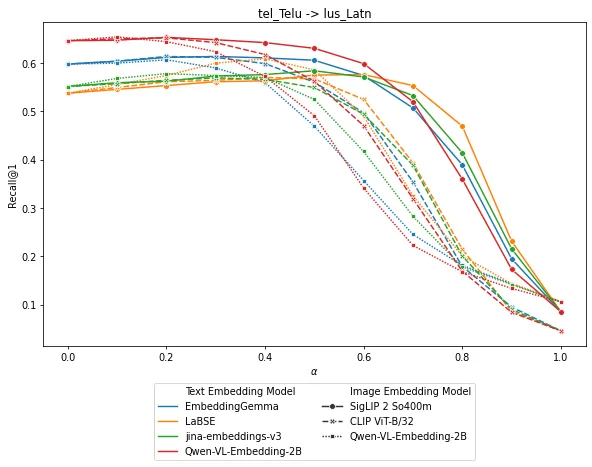 tel_Telu -> lus_Latn
Recall@1
0.6
0.5
0.4
0.3
0.2
0.1
0.0 0.2 0.4 0.6 0.8 1.0
α
Text Embedding Model Image Embedding Model
EmbeddingGemma SigLIP 2 So400m
LaBSE CLIP ViT-B/32
jina-embeddings-v3 Qwen-VL-Embedding-2B
Qwen-VL-Embedding-2B